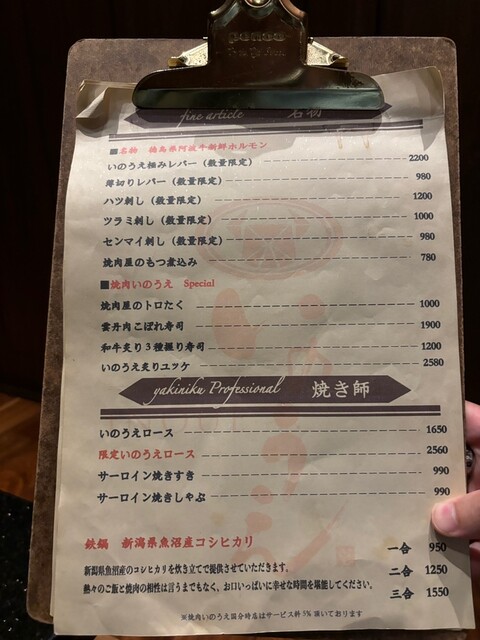 fine article 名物
■名物 徳島県阿波牛新鮮ホルモン
いのうえ極みレバー(数量限定) 2200
薄切りレバー(数量限定) 980
ハツ刺し(数量限定) 1200
ツラミ刺し(数量限定) 1000
センマイ刺し(数量限定) 980
焼肉屋のもつ煮込み 780
■焼肉いのうえ Special
焼肉屋のトロたく 1000
雲丹肉こぼれ寿司 1900
和牛炙り3種握り寿司 1200
いのうえ炙りユッケ 2580
yakiniku Professional 焼き師
いのうえロース 1650
限定いのうえロース 2560
サーロイン焼きすき 990
サーロイン焼きしゃぶ 990
鉄鍋 新潟県魚沼産コシヒカリ
一合 950
新潟県魚沼産のコシヒカリを炊き立てで提供させていただきます。
二合 1250
熱々のご飯と焼肉の相性は言うまでもなく、お口いっぱいに幸せな時間を堪能してください。
三合 1550
※焼肉いのうえ国分時店はサービス料5%頂いております